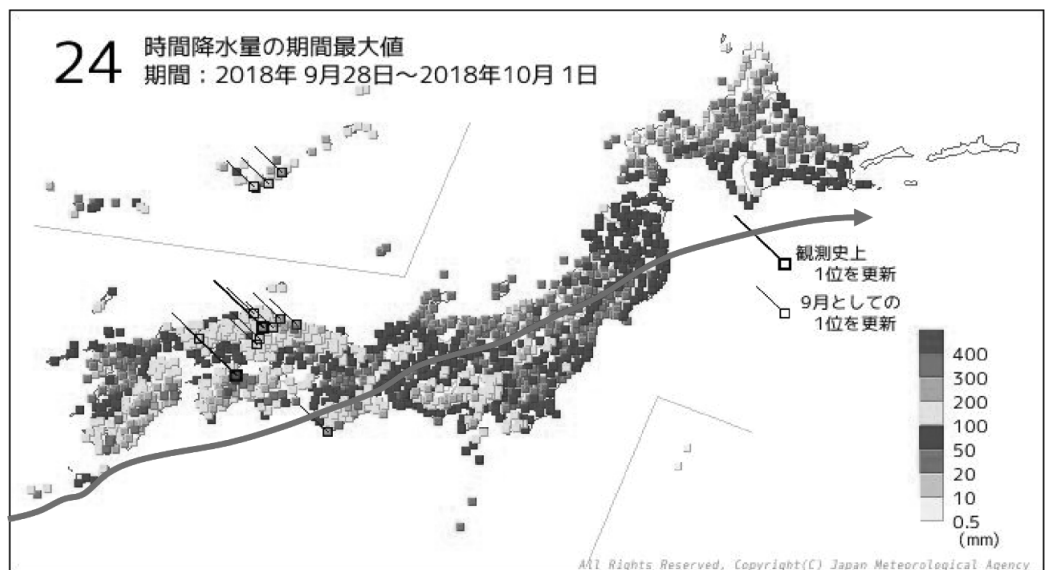 24 時間降水量の期間最大値
期間：2018年 9月28日～2018年10月 1日
観測史上
1位を更新
9月としての
1位を更新
400
300
200
100
50
20
10
0.5
(mm)
All Rights Reserved, Copyright(C) Japan Meteorological Agency